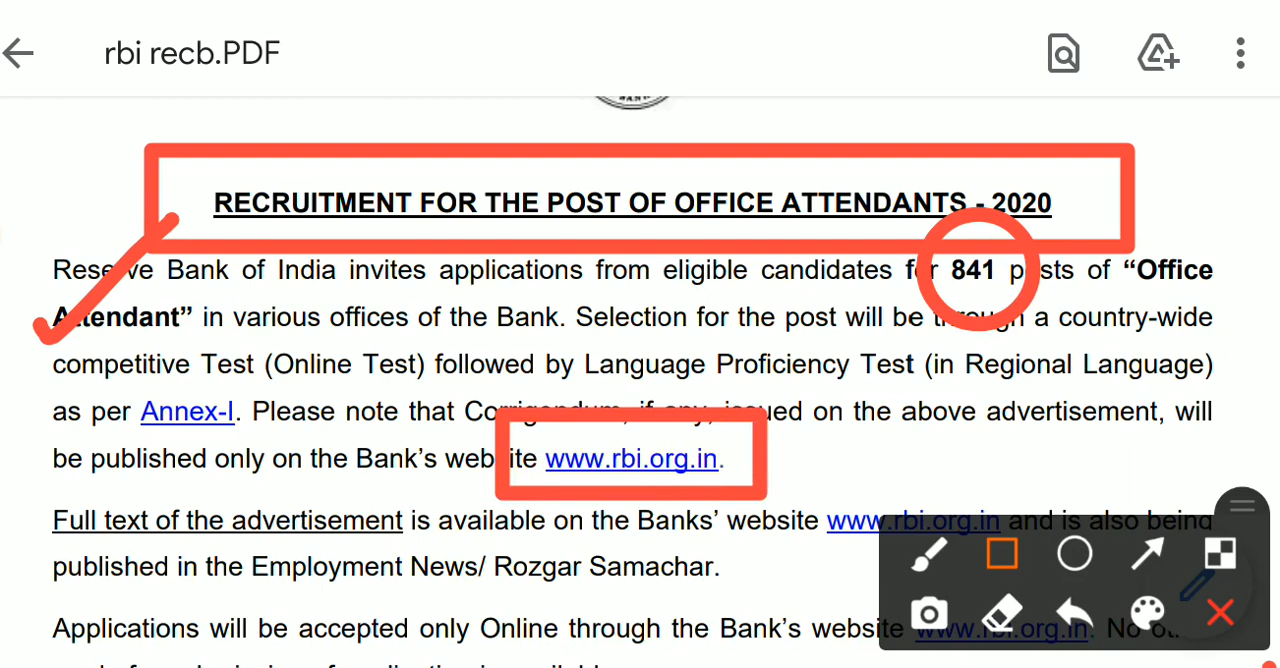 rbi recb.PDF
BANK
RECRUITMENT FOR THE POST OF OFFICE ATTENDANTS - 2020
Reserve Bank of India invites applications from eligible candidates for 841 posts of “Office
Attendant” in various offices of the Bank. Selection for the post will be through a country-wide
competitive Test (Online Test) followed by Language Proficiency Test (in Regional Language)
as per Annex-I. Please note that Corrigendum, if any, issued on the above advertisement, will
be published only on the Bank’s website www.rbi.org.in.
Full text of the advertisement is available on the Banks’ website www.rbi.org.in and is also being
published in the Employment News/ Rozgar Samachar.
Applications will be accepted only Online through the Bank’s website www.rbi.org.in. No